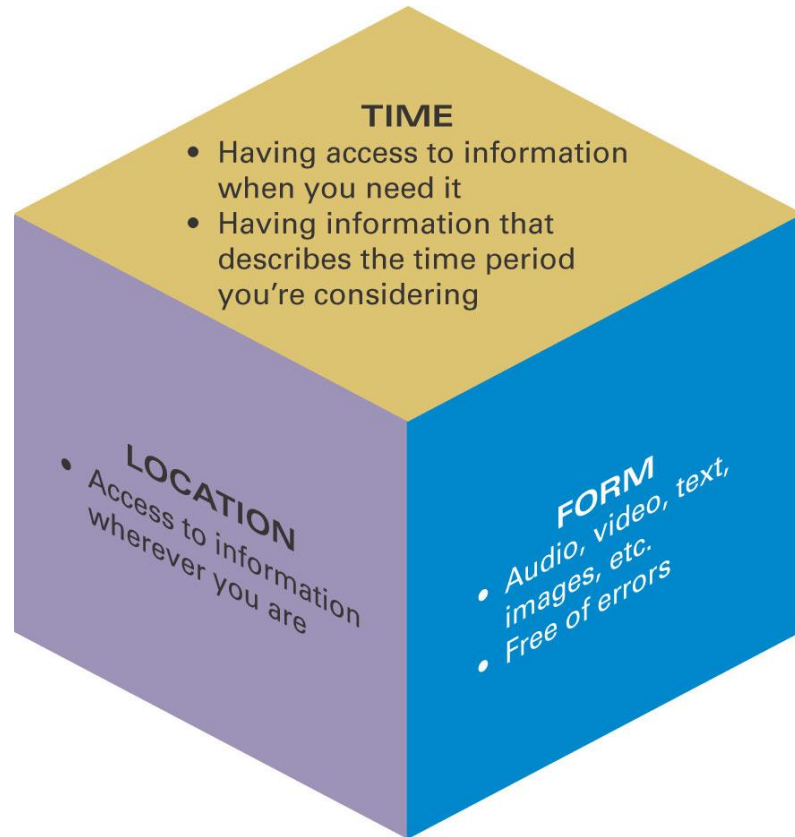 TIME
• Having access to information
when you need it
• Having information that
describes the time period
you're considering
LOCATION
• Access to information
wherever you are
FORM
• Audio, video, text,
images, etc.
• Free of errors